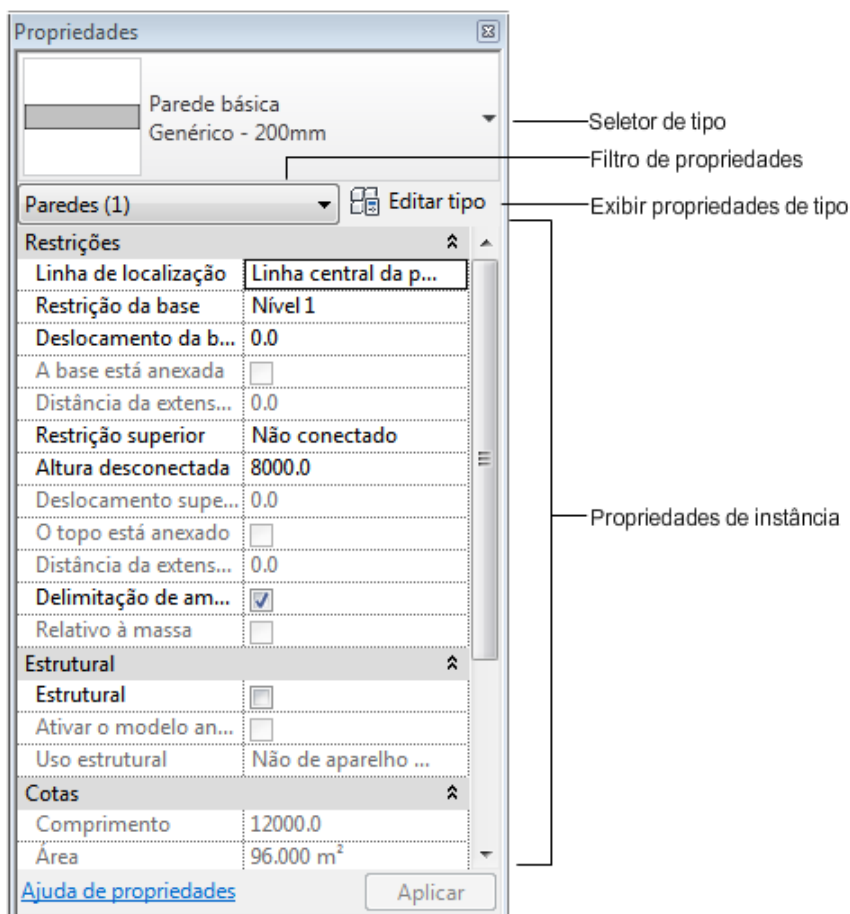 Propriedades
Parede básica
Genérico - 200mm
Seletor de tipo
Filtro de propriedades
Paredes (1)
Editar tipo
Exibir propriedades de tipo
Restrições
Linha de localização Linha central da p...
Restrição da base Nível 1
Deslocamento da b... 0.0
A base está anexada
Distância da extens... 0.0
Restrição superior Não conectado
Altura desconectada 8000.0
Deslocamento supe... 0.0
Propriedades de instância
O topo está anexado
Distância da extens... 0.0
Delimitação de am...
Relativo à massa
Estrutural
Estrutural
Ativar o modelo an...
Uso estrutural Não de aparelho ...
Cotas
Comprimento 12000.0
Área 96.000 m²
Ajuda de propriedades
Aplicar